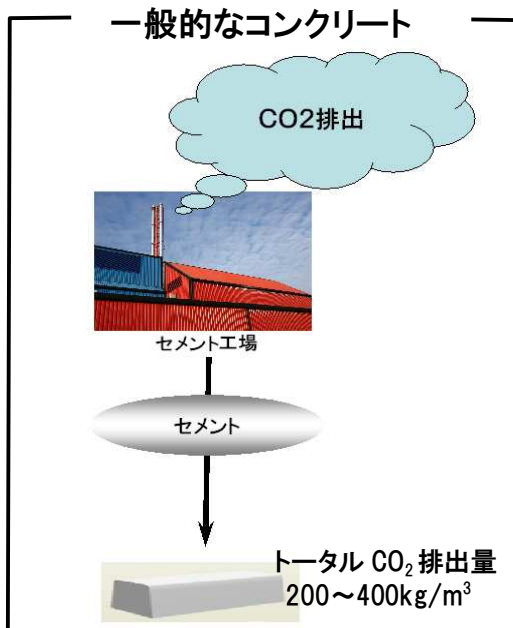 一般的なコンクリート
CO2排出
セメント工場
セメント
トータル CO₂ 排出量
200～400kg/m³